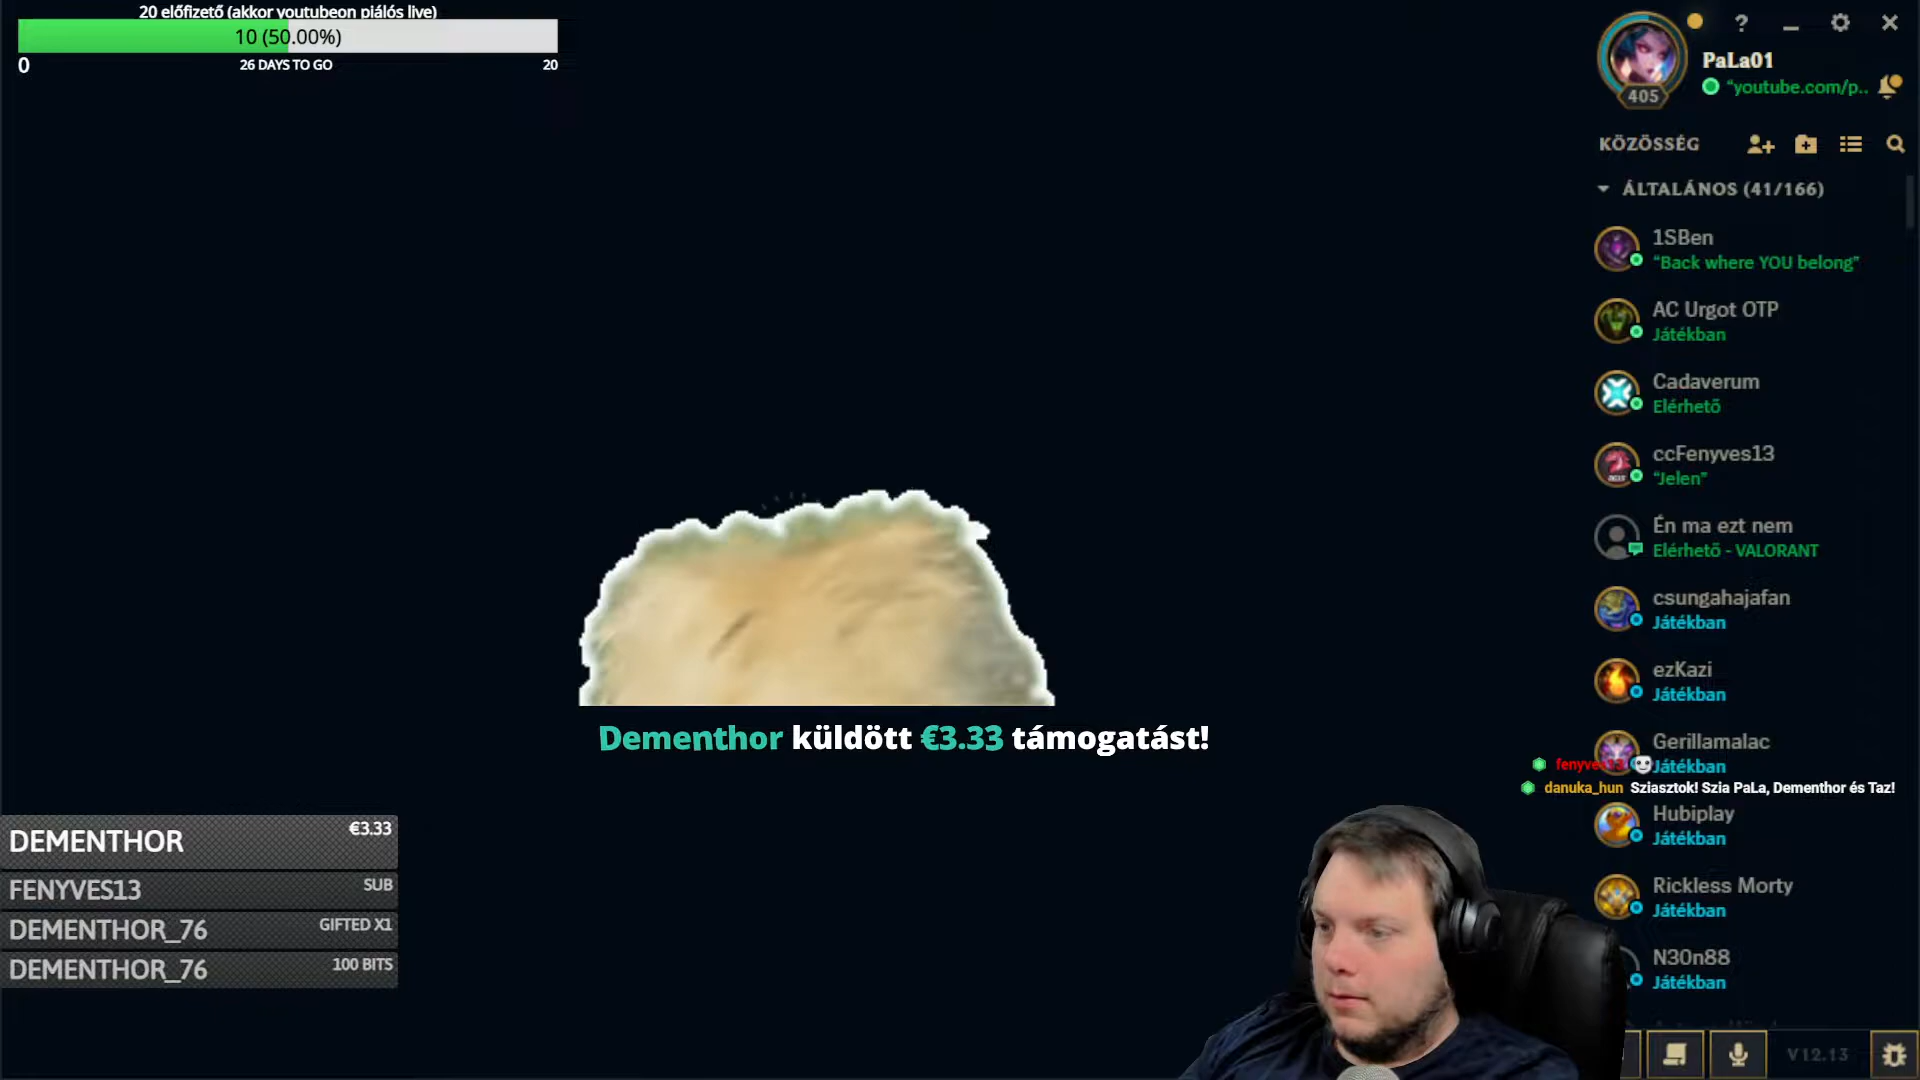 20 előfizető (akkor youtubeon piálós live)
10 (50.00%)
0
26 DAYS TO GO
20
405
PaLa01
“youtube.com/p..
KÖZÖSSÉG
ÁLTALÁNOS (41/166)
1SBen
“Back where YOU belong”
AC Urgot OTP
Játékban
Cadaverum
Elérhető
ccFenyves13
“Jelen”
Én ma ezt nem
Elérhető - VALORANT
csungahajafan
Játékban
ezKazi
Játékban
Gerillamalac
Játékban
danuka_hun Sziasztok! Szia PaLa, Dementhor és Taz!
Hubiplay
Játékban
Rickless Morty
Játékban
N30n88
Játékban
V12.13
Dementhor küldött €3.33 támogatást!
DEMENTHOR €3.33
FENYVES13 SUB
DEMENTHOR_76 GIFTED X1
DEMENTHOR_76 100 BITS